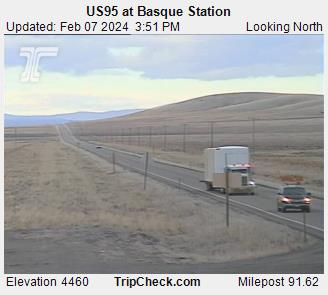 US95 at Basque Station
Updated: Feb 07 2024  3:51 PM
Looking North
Elevation 4460
TripCheck.com
Milepost 91.62